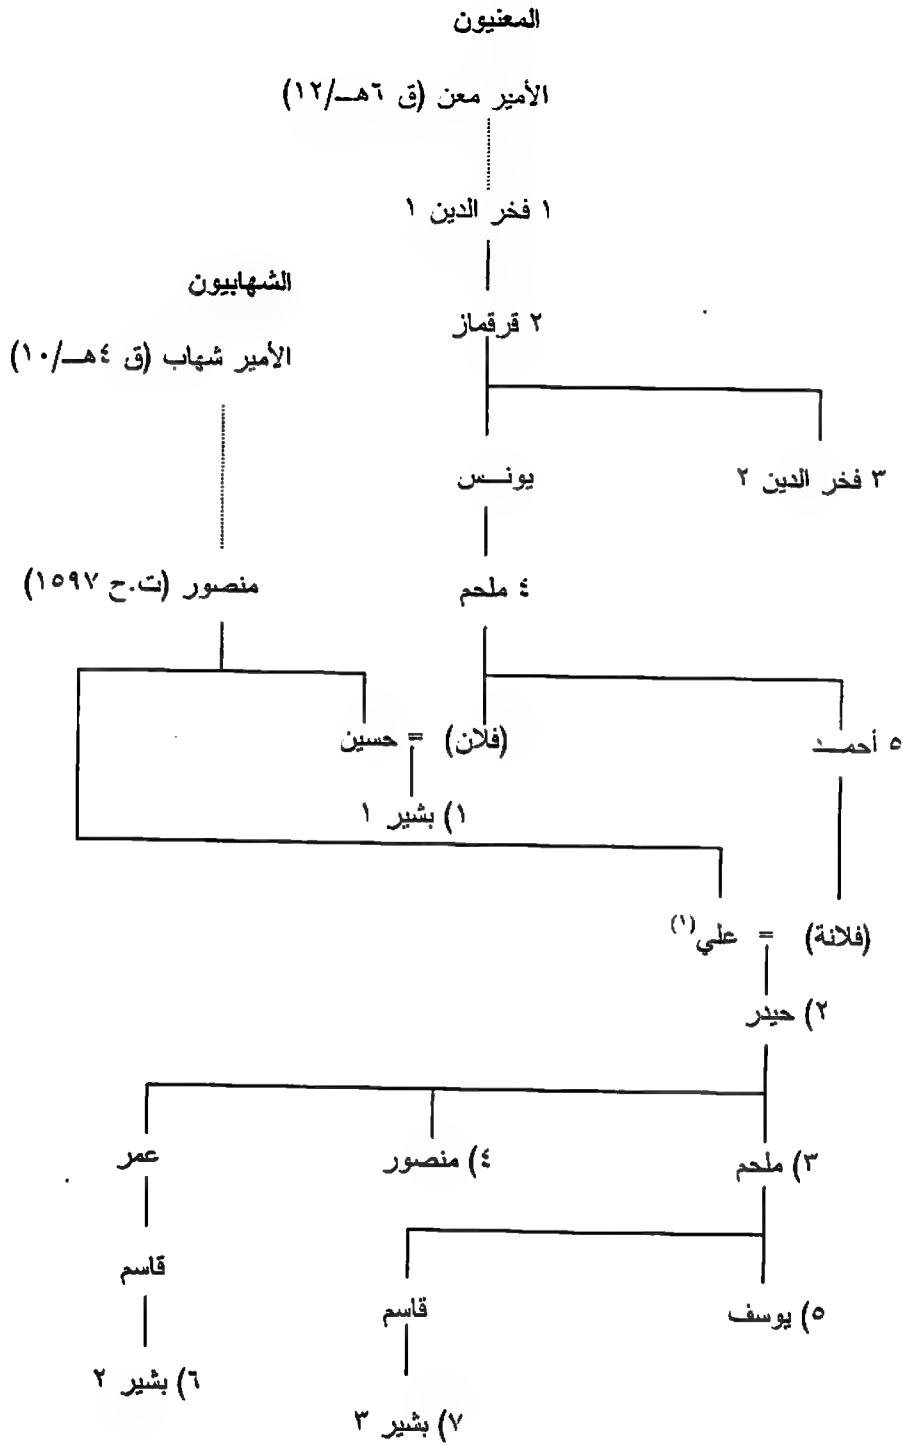 المعنيون
الأمير معن (ق ٦هـ/١٢)
١ فخر الدين ١
الشهابيون
٢ قرقماز
الأمير شهاب (ق ٤هـ/١٠)
٣ فخر الدين ٢
يونس
٤ ملحم
منصور (ت.ح ١٥٩٧)
٥ أحمد
(فلان) = حسين
١) بشير ١
(فلانة) = علي(١)
٢) حيدر
٣) ملحم
٤) منصور
عمر
قاسم
٥) يوسف
قاسم
٦) بشير ٢
٧) بشير ٣